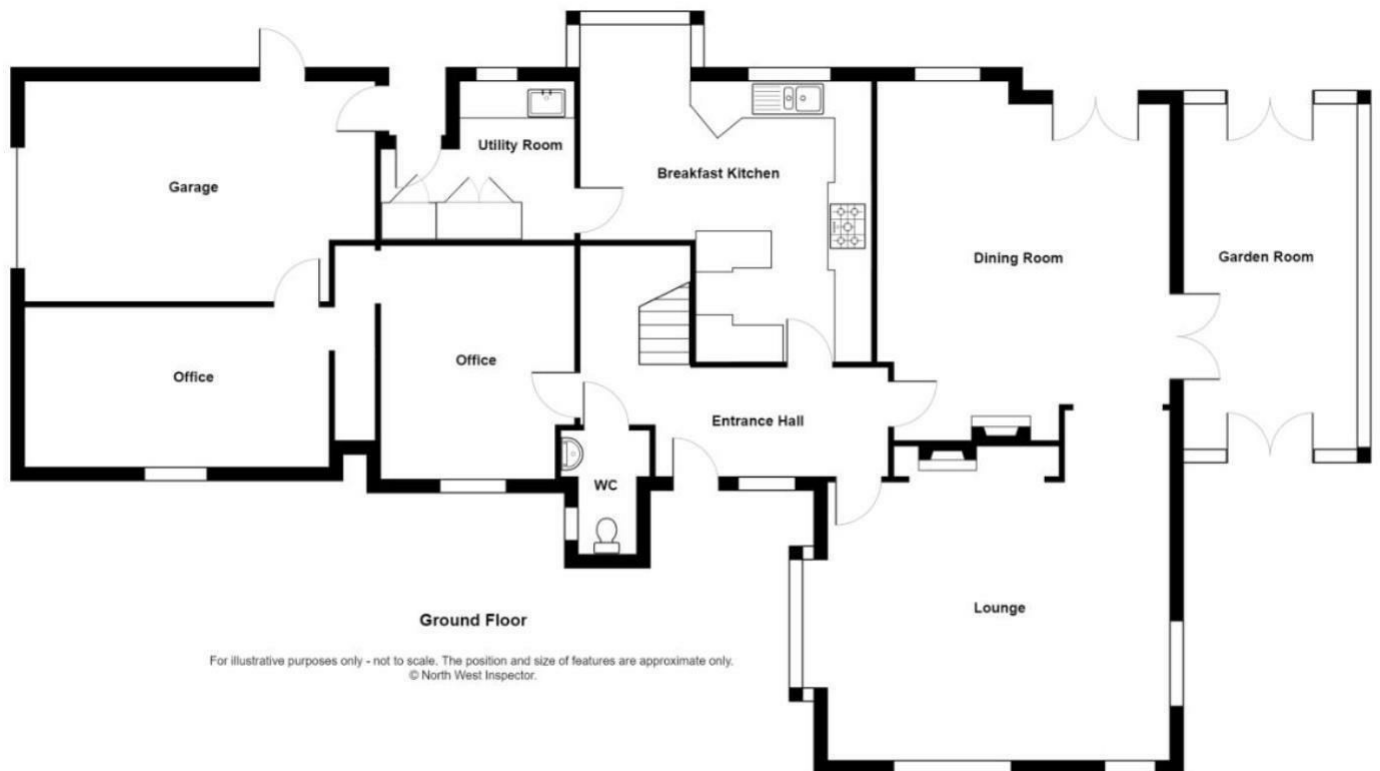 Utility Room
Breakfast Kitchen
Garage
Dining Room
Garden Room
Office
Office
Entrance Hall
WC
Lounge
Ground Floor
For illustrative purposes only - not to scale. The position and size of features are approximate only.
© North West Inspector.